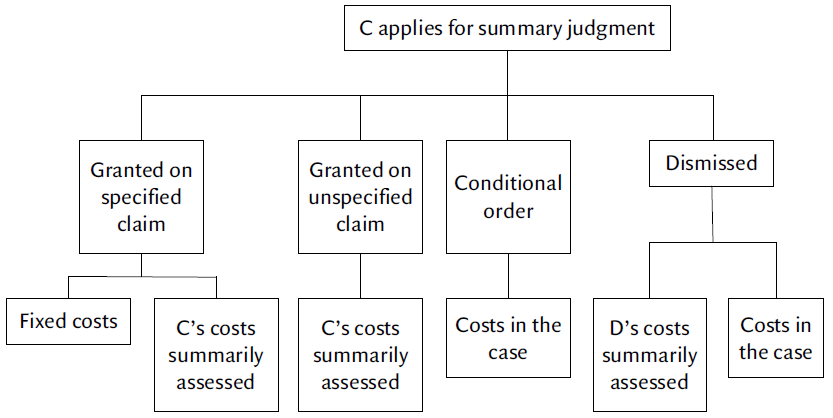 C applies for summary judgment
Granted on
specified
claim
Granted on
unspecified
claim
Conditional
order
Dismissed
Fixed costs
C’s costs
summarily
assessed
C’s costs
summarily
assessed
Costs in the
case
D’s costs
summarily
assessed
Costs in
the case